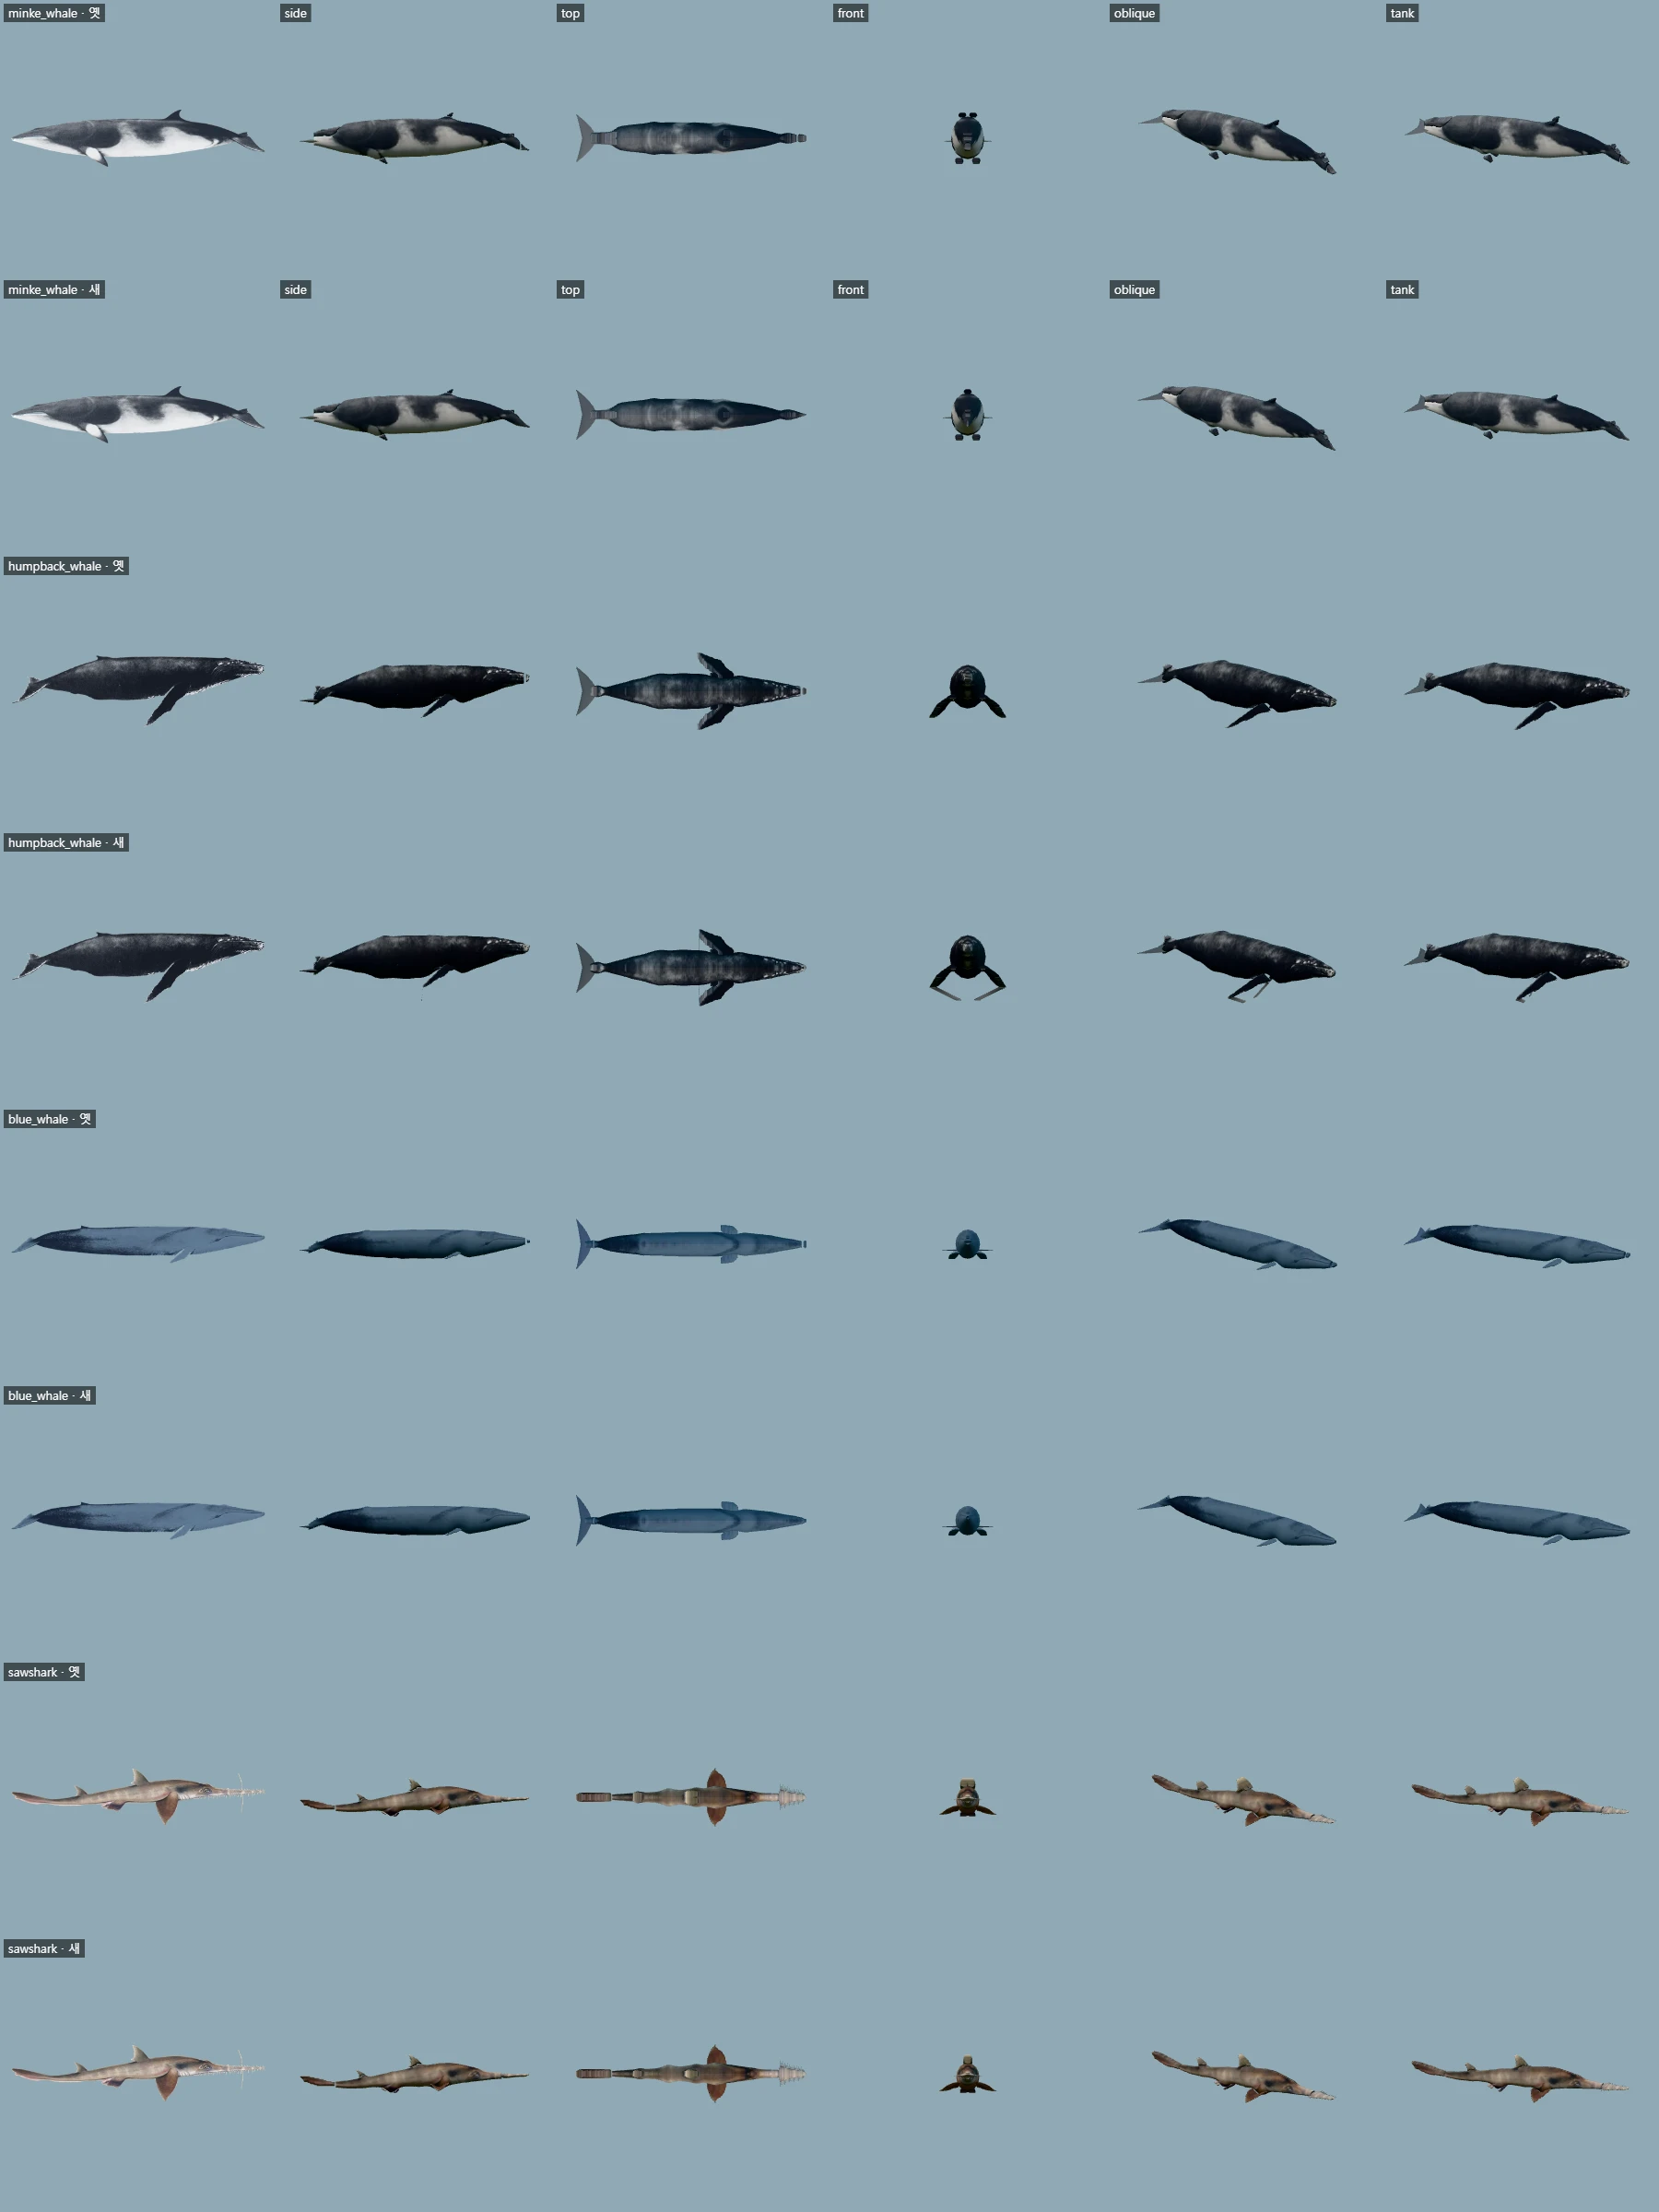 minke_whale · 옛 side top front oblique tank
minke_whale · 새 side top front oblique tank
humpback_whale · 옛
humpback_whale · 새
blue_whale · 옛
blue_whale · 새
sawshark · 옛
sawshark · 새